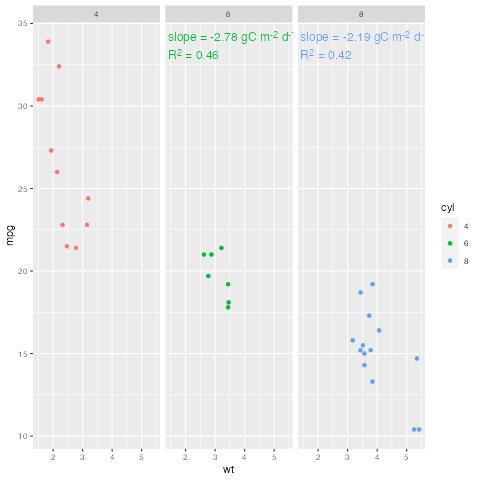 4 6 8
slope = -2.78 gC m⁻² d⁻ slope = -2.19 gC m⁻² d⁻
R² = 0.46 R² = 0.42
35
30
25
20
15
10
mpg
2 3 4 5 2 3 4 5 2 3 4 5
wt
cyl
4
6
8